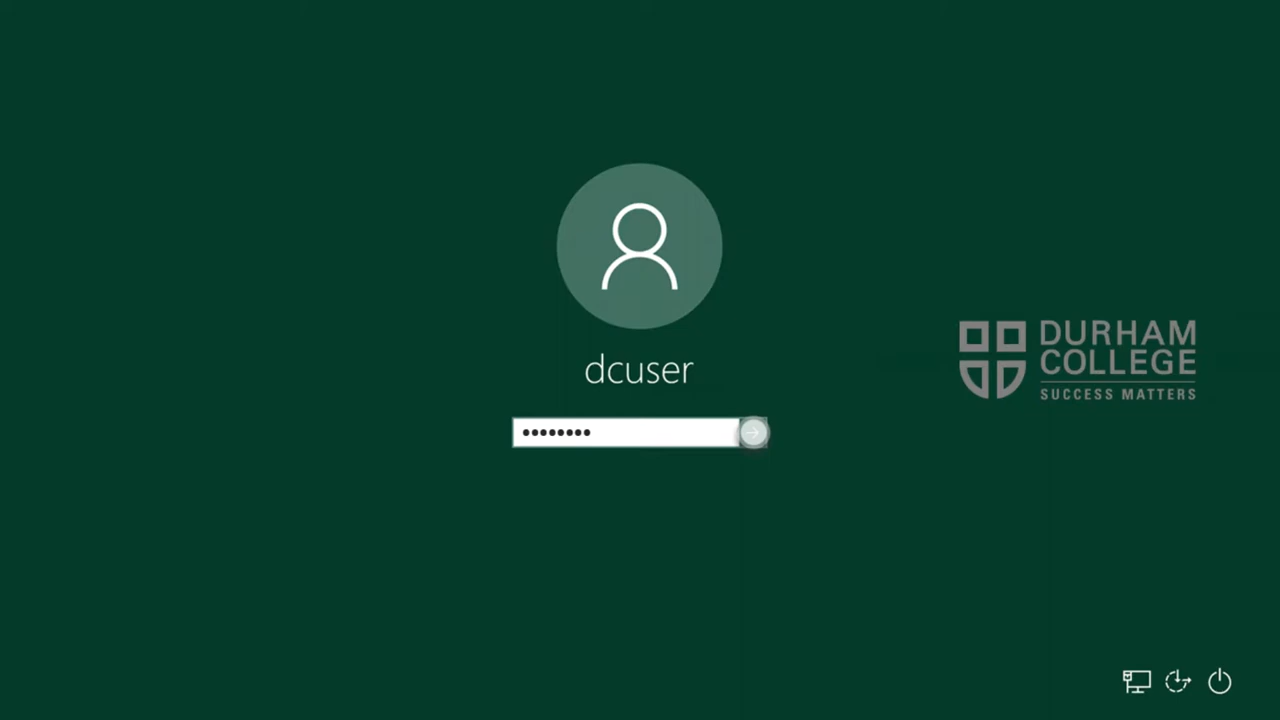 dcuser
••••••••
DURHAM
COLLEGE
SUCCESS MATTERS